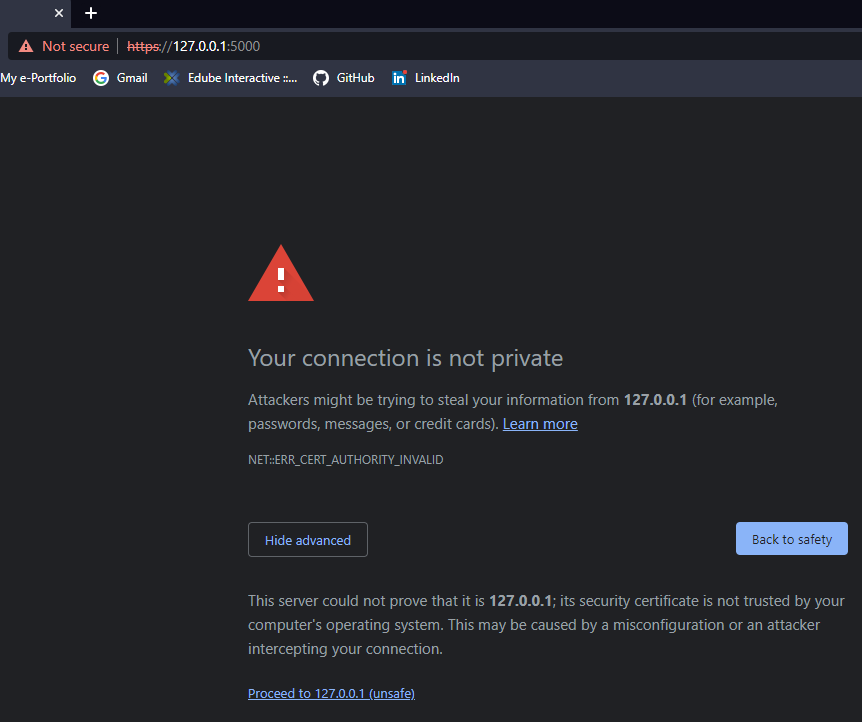 Not secure | https://127.0.0.1:5000
My e-Portfolio Gmail Edube Interactive ::... GitHub LinkedIn
Your connection is not private
Attackers might be trying to steal your information from 127.0.0.1 (for example,
passwords, messages, or credit cards). Learn more
NET::ERR_CERT_AUTHORITY_INVALID
Hide advanced Back to safety
This server could not prove that it is 127.0.0.1; its security certificate is not trusted by your
computer's operating system. This may be caused by a misconfiguration or an attacker
intercepting your connection.
Proceed to 127.0.0.1 (unsafe)